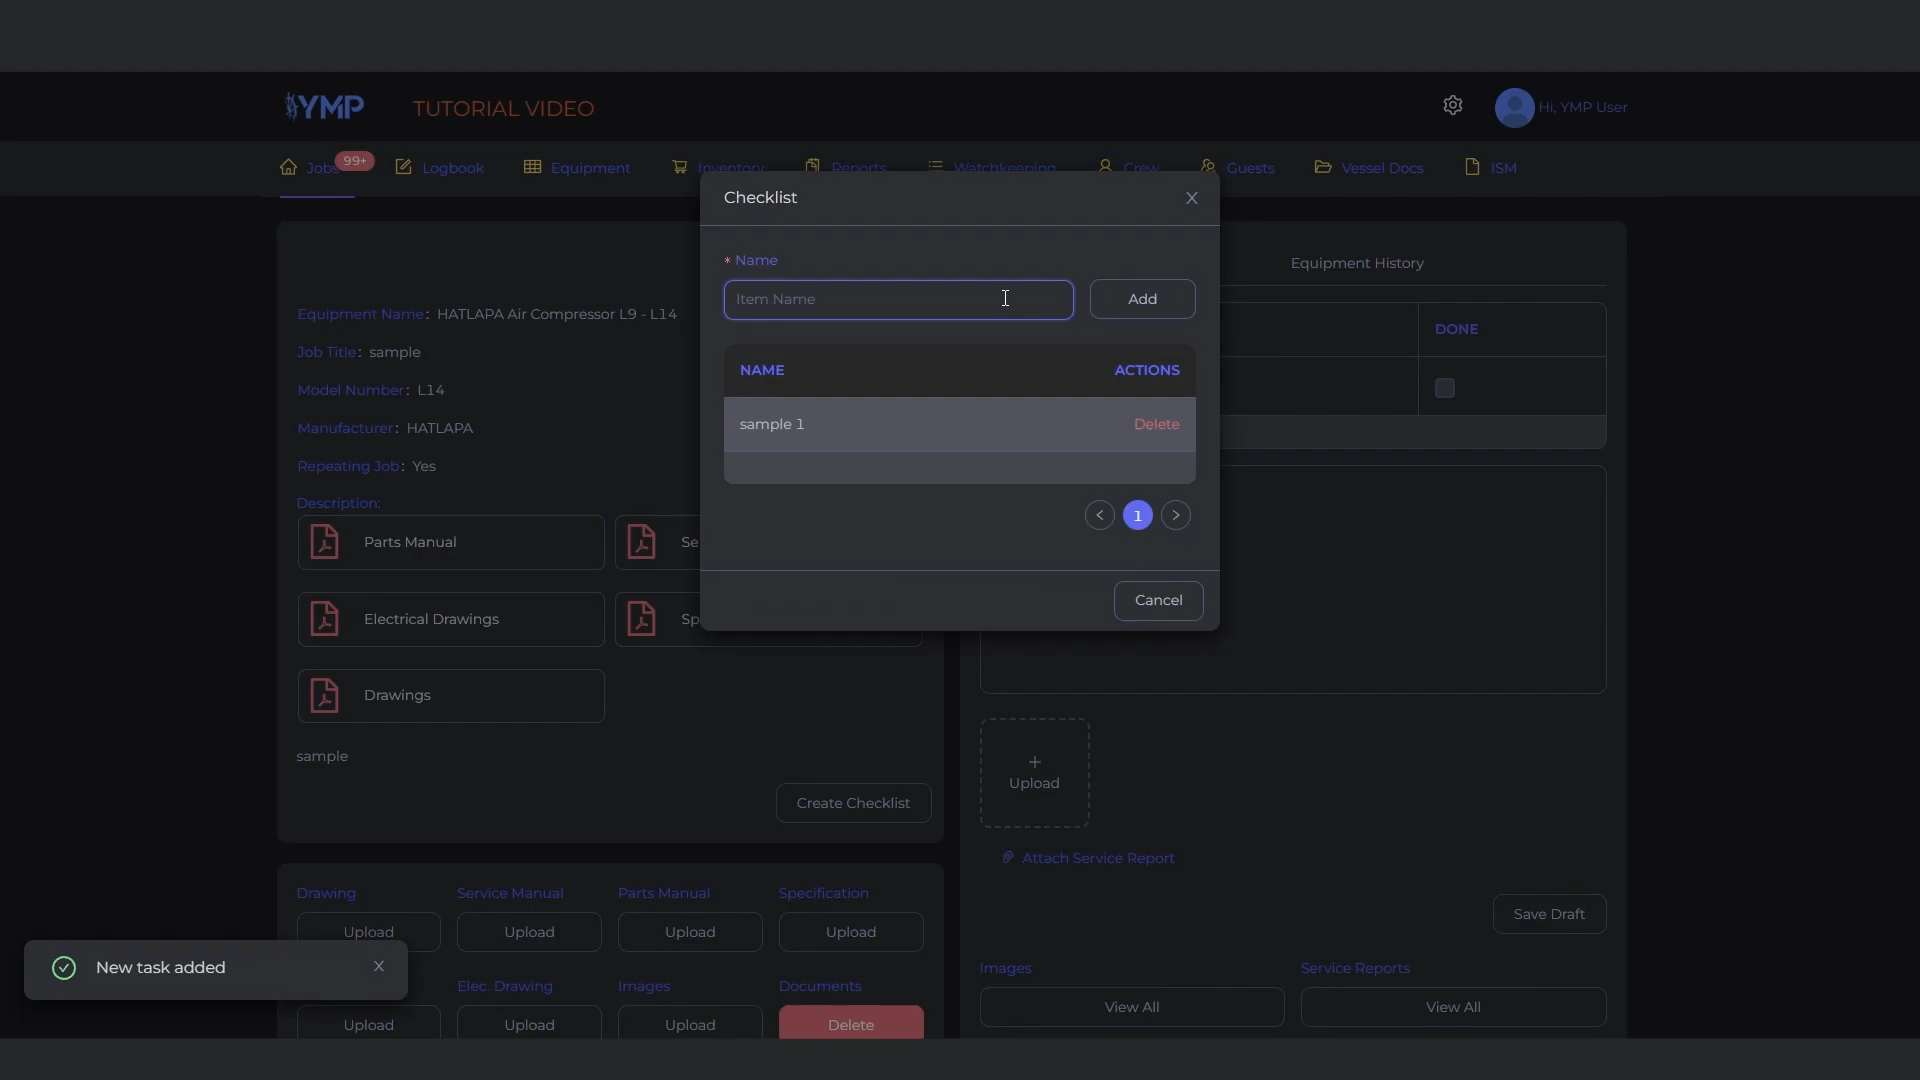 YMP
TUTORIAL VIDEO
Hi, YMP User
Jobs
99+
Logbook
Equipment
Inventory
Reports
Watchkeeping
Crew
Guests
Vessel Docs
ISM
Checklist
X
* Name
Item Name
Add
NAME
ACTIONS
sample 1
Delete
< 1 >
Cancel
Equipment Name: HATLAPA Air Compressor L9 - L14
Job Title: sample
Model Number: L14
Manufacturer: HATLAPA
Repeating Job: Yes
Description:
Parts Manual
Se
Electrical Drawings
Sp
Drawings
sample
Create Checklist
Equipment History
DONE
+
Upload
Attach Service Report
Save Draft
Drawing
Service Manual
Parts Manual
Specification
Upload
Upload
Upload
Upload
Elec. Drawing
Images
Documents
Upload
Upload
Upload
Delete
Images
Service Reports
View All
View All
New task added
X